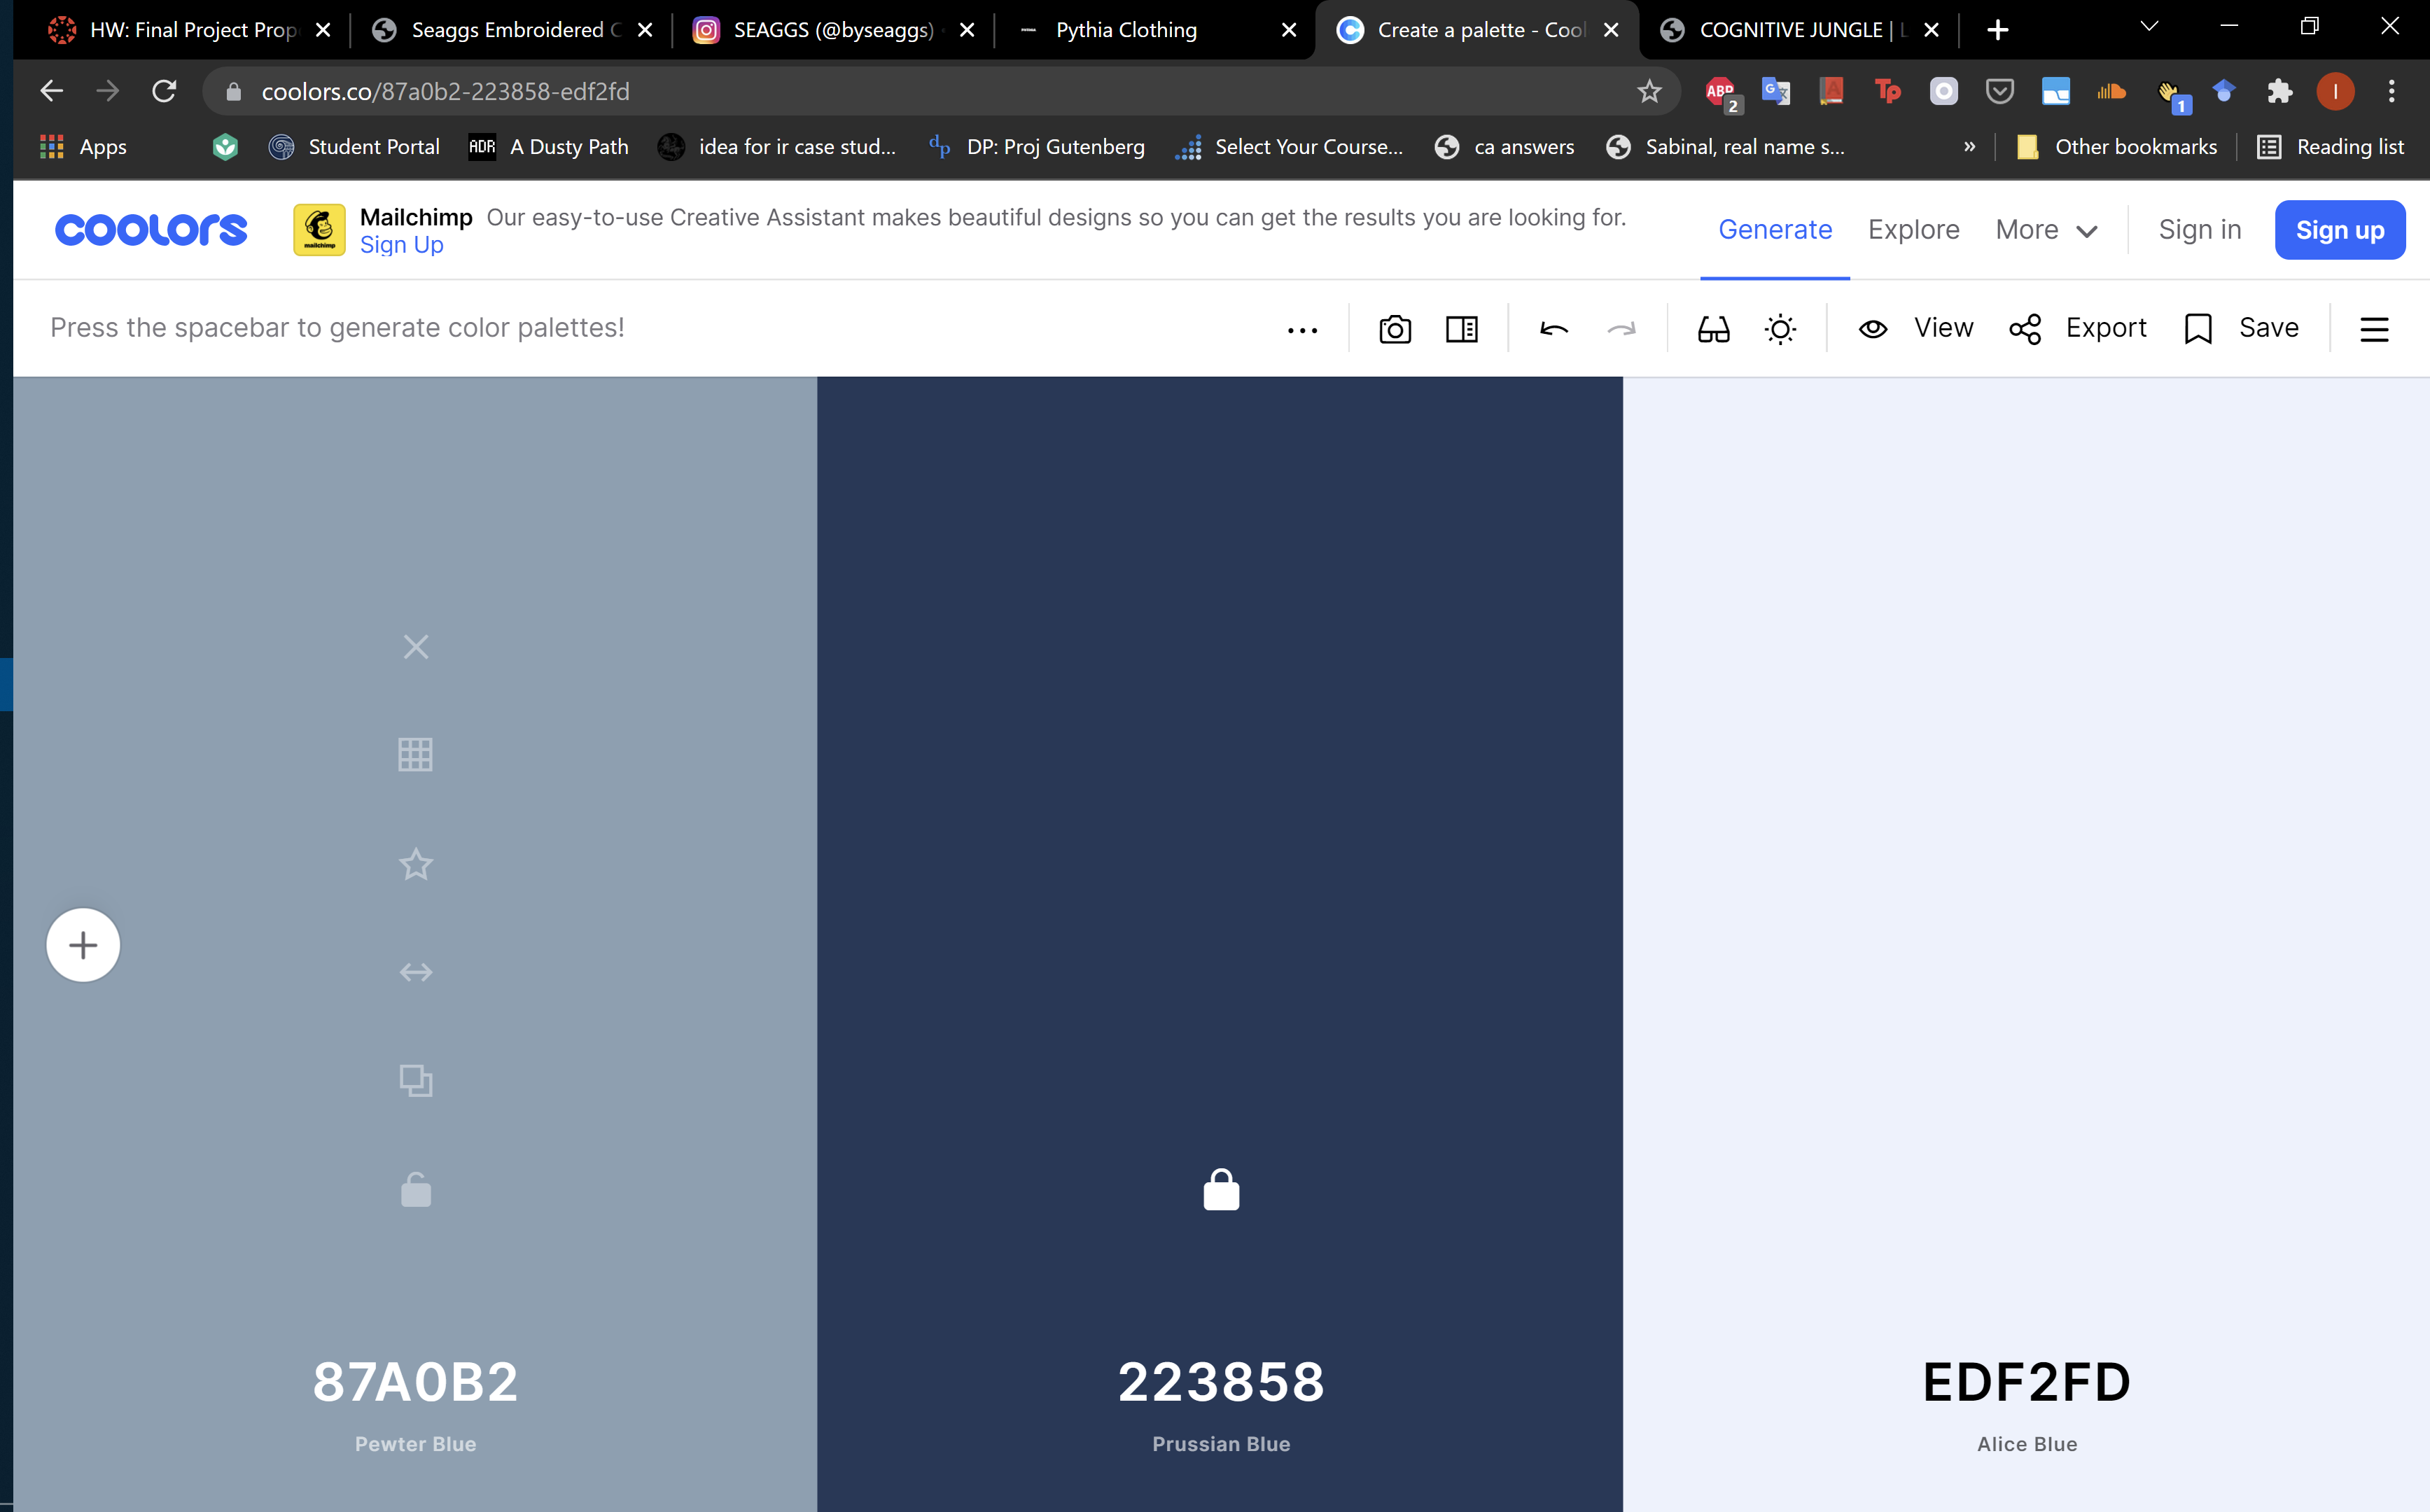 HW: Final Project Prop
Seaggs Embroidered C
SEAGGS (@byseaggs)
Pythia Clothing
Create a palette - Cool
COGNITIVE JUNGLE |
coolors.co/87a0b2-223858-edf2fd
ABP
2
Tp
1
I
Apps
Student Portal
ADR
A Dusty Path
idea for ir case stud...
dp
DP: Proj Gutenberg
Select Your Course...
ca answers
Sabinal, real name s...
»
Other bookmarks
Reading list
coolors
mailchimp
Mailchimp Our easy-to-use Creative Assistant makes beautiful designs so you can get the results you are looking for.
Sign Up
Generate
Explore
More
Sign in
Sign up
Press the spacebar to generate color palettes!
View
Export
Save
87A0B2
Pewter Blue
223858
Prussian Blue
EDF2FD
Alice Blue